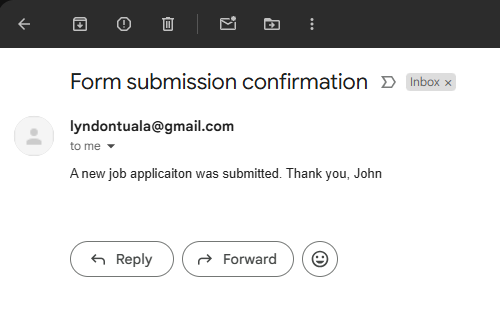 Form submission confirmation
Inbox ×
lyndontuala@gmail.com
to me
A new job applicaiton was submitted. Thank you, John
Reply
Forward